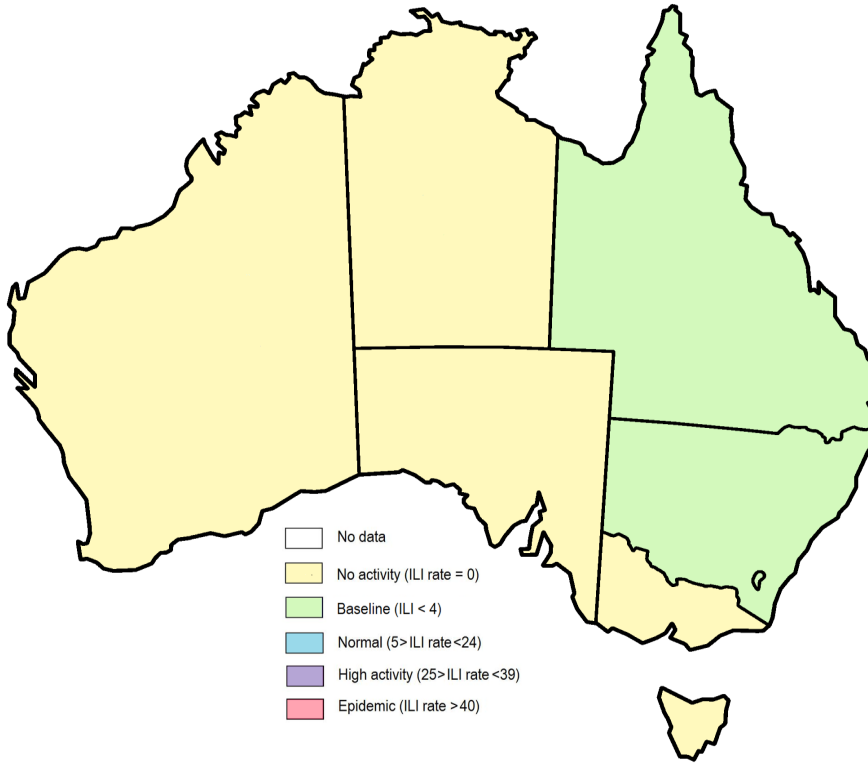 No data
No activity (ILI rate = 0)
Baseline (ILI < 4)
Normal (5>ILI rate<24)
High activity (25>ILI rate<39)
Epidemic (ILI rate >40)